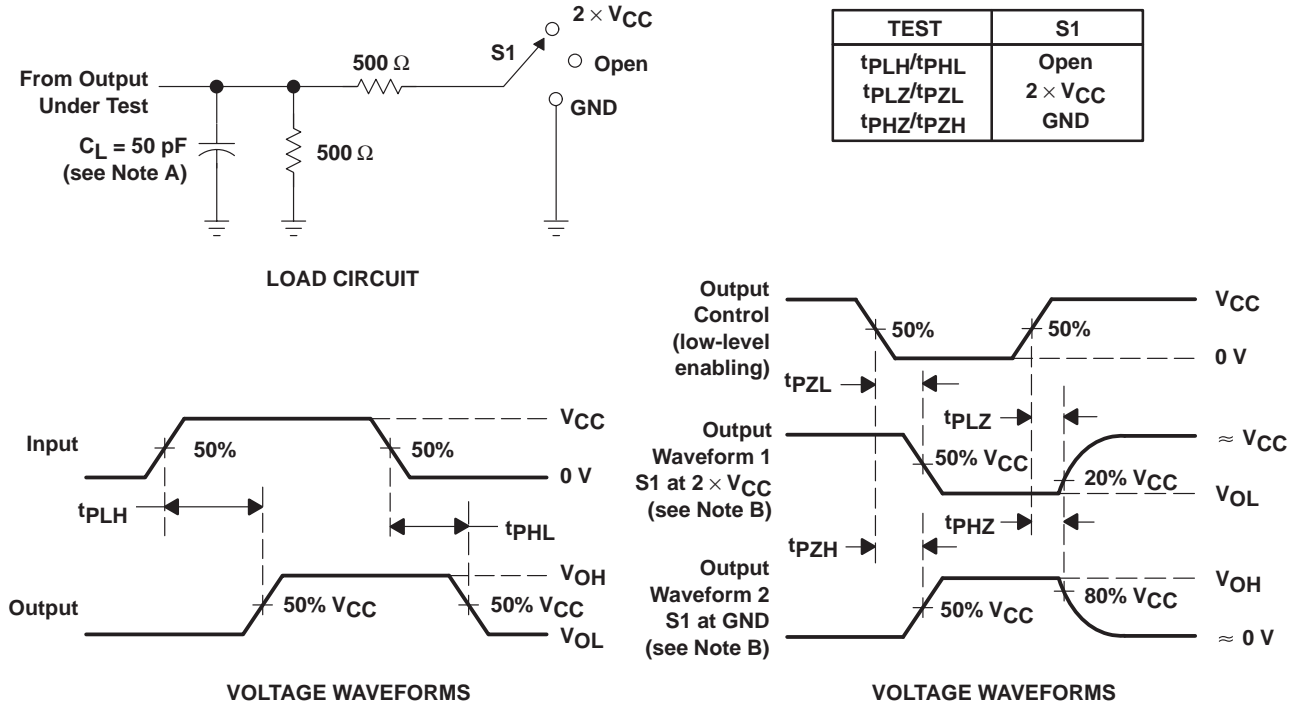 2 × VCC
S1
500 Ω
Open
From Output
Under Test
GND
CL = 50 pF
(see Note A)
500 Ω
LOAD CIRCUIT
TEST S1
tPLH/tPHL Open
tPLZ/tPZL 2 × VCC
tPHZ/tPZH GND
Input
50%
50%
VCC
0 V
tPLH
tPHL
Output
50% VCC
50% VCC
VOH
VOL
VOLTAGE WAVEFORMS
Output
Control
(low-level
enabling)
50%
50%
VCC
0 V
tPZL
tPLZ
Output
Waveform 1
S1 at 2 × VCC
(see Note B)
50% VCC
20% VCC
≈ VCC
VOL
tPZH
tPHZ
Output
Waveform 2
S1 at GND
(see Note B)
50% VCC
80% VCC
VOH
≈ 0 V
VOLTAGE WAVEFORMS